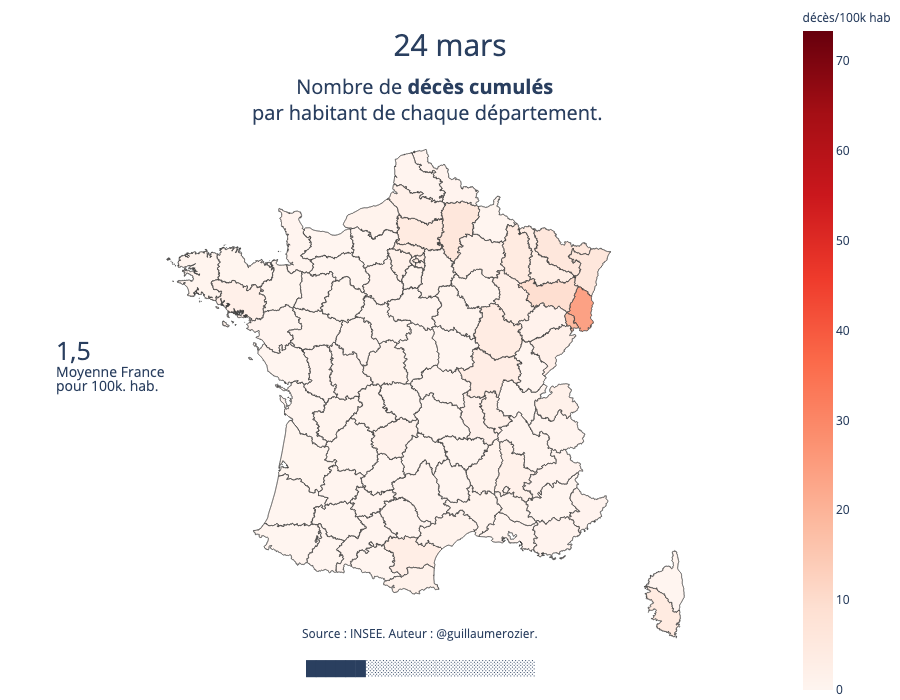 décès/100k hab
24 mars
Nombre de décès cumulés
par habitant de chaque département.
70
60
50
40
30
20
10
0
1,5
Moyenne France
pour 100k. hab.
Source : INSEE. Auteur : @guillaumerozier.